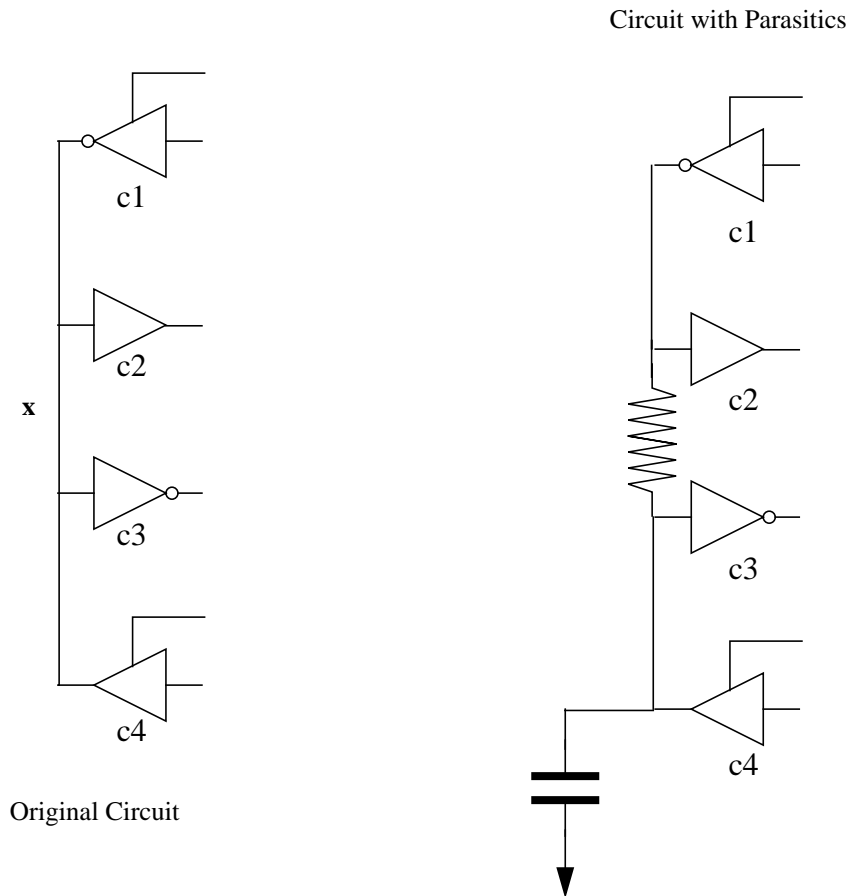 Circuit with Parasitics
c1
c1
c2
c2
x
c3
c3
c4
c4
Original Circuit